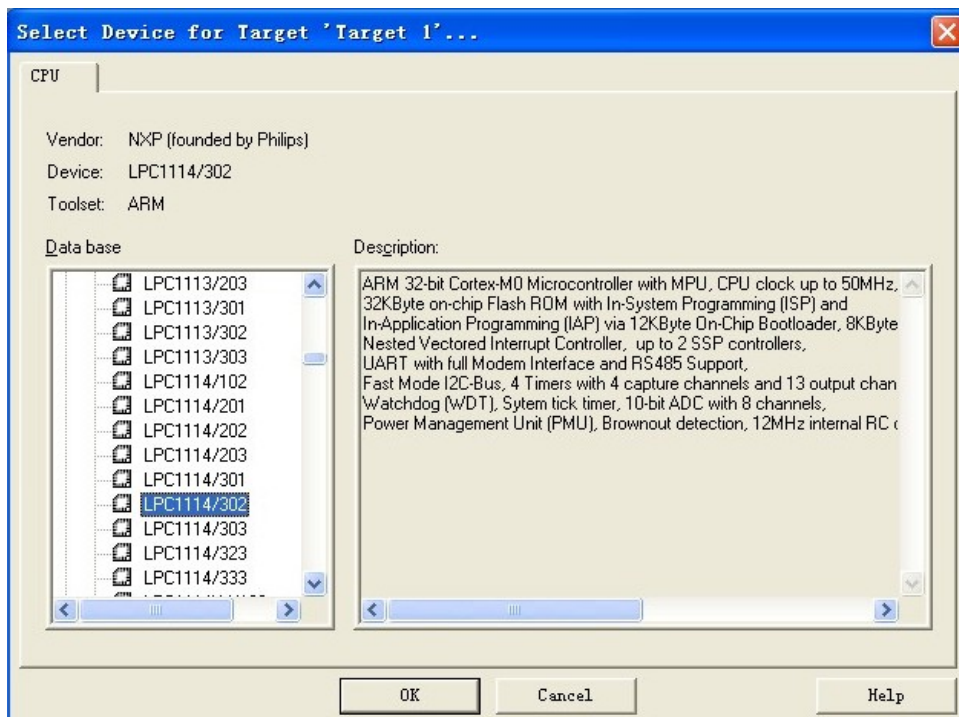 Select Device for Target 'Target 1'...
CPU
Vendor: NXP (founded by Philips)
Device: LPC1114/302
Toolset: ARM
Data base
Description:
LPC1113/203
LPC1113/301
LPC1113/302
LPC1113/303
LPC1114/102
LPC1114/201
LPC1114/202
LPC1114/203
LPC1114/301
LPC1114/302
LPC1114/303
LPC1114/323
LPC1114/333
ARM 32-bit Cortex-M0 Microcontroller with MPU, CPU clock up to 50MHz,
32KByte on-chip Flash ROM with In-System Programming (ISP) and
In-Application Programming (IAP) via 12KByte On-Chip Bootloader, 8KByte
Nested Vectored Interrupt Controller, up to 2 SSP controllers,
UART with full Modem Interface and RS485 Support,
Fast Mode I2C-Bus, 4 Timers with 4 capture channels and 13 output chan
Watchdog (WDT), Sytem tick timer, 10-bit ADC with 8 channels,
Power Management Unit (PMU), Brownout detection, 12MHz internal RC
OK
Cancel
Help